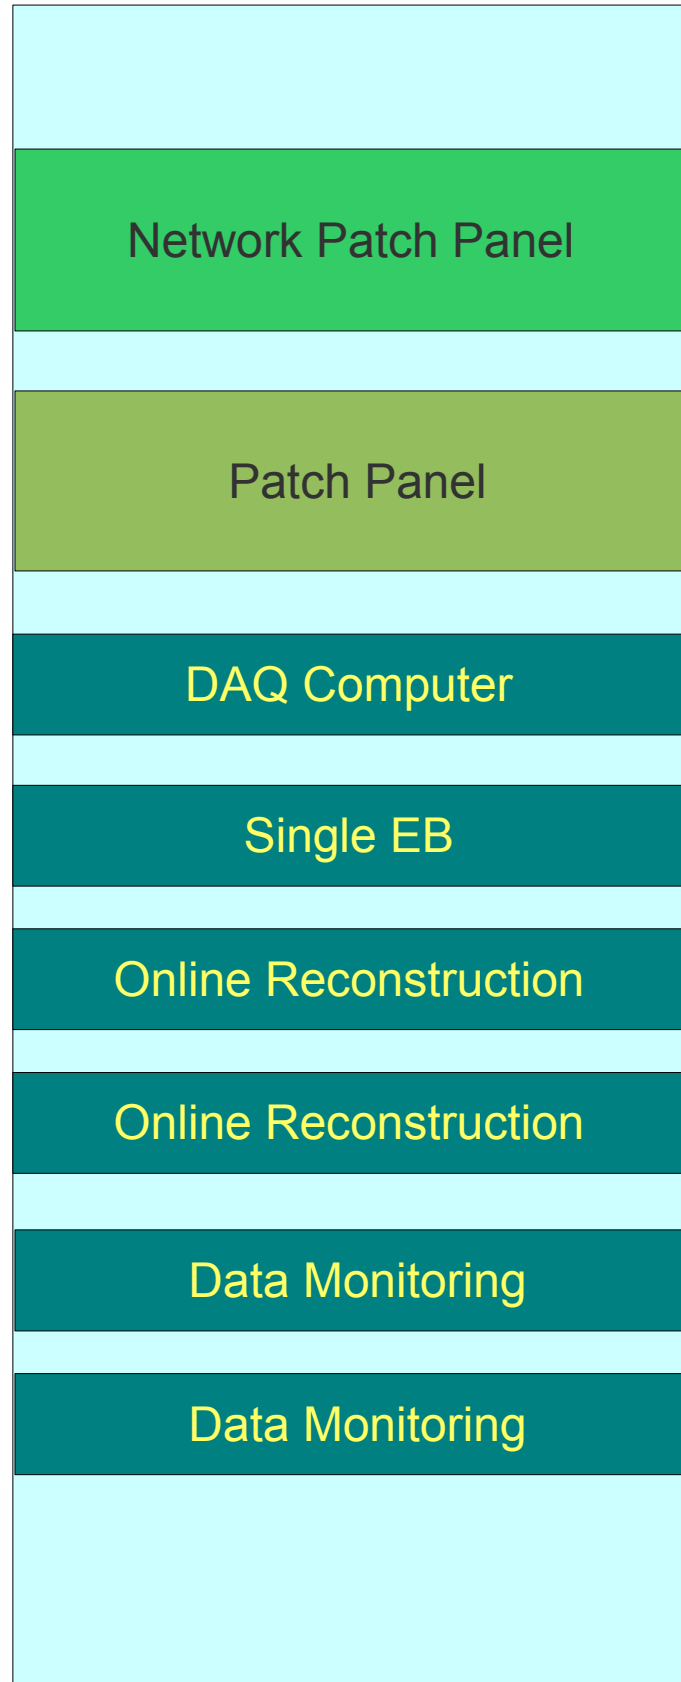 Network Patch Panel
Patch Panel
DAQ Computer
Single EB
Online Reconstruction
Online Reconstruction
Data Monitoring
Data Monitoring